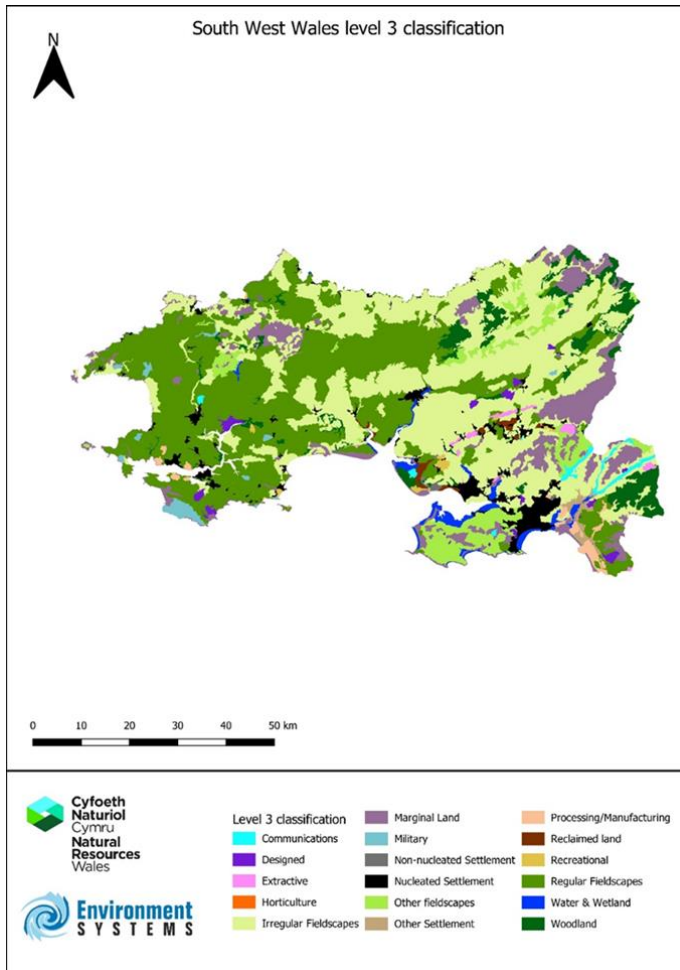 South West Wales level 3 classification
N
0 10 20 30 40 50 km
Cyfoeth
Naturiol
Cymru
Natural
Resources
Wales
Environment
SYSTEMS
Level 3 classification
Communications
Designed
Extractive
Horticulture
Irregular Fieldscapes
Marginal Land
Military
Non-nucleated Settlement
Nucleated Settlement
Other fieldscapes
Other Settlement
Processing/Manufacturing
Reclaimed land
Recreational
Regular Fieldscapes
Water & Wetland
Woodland